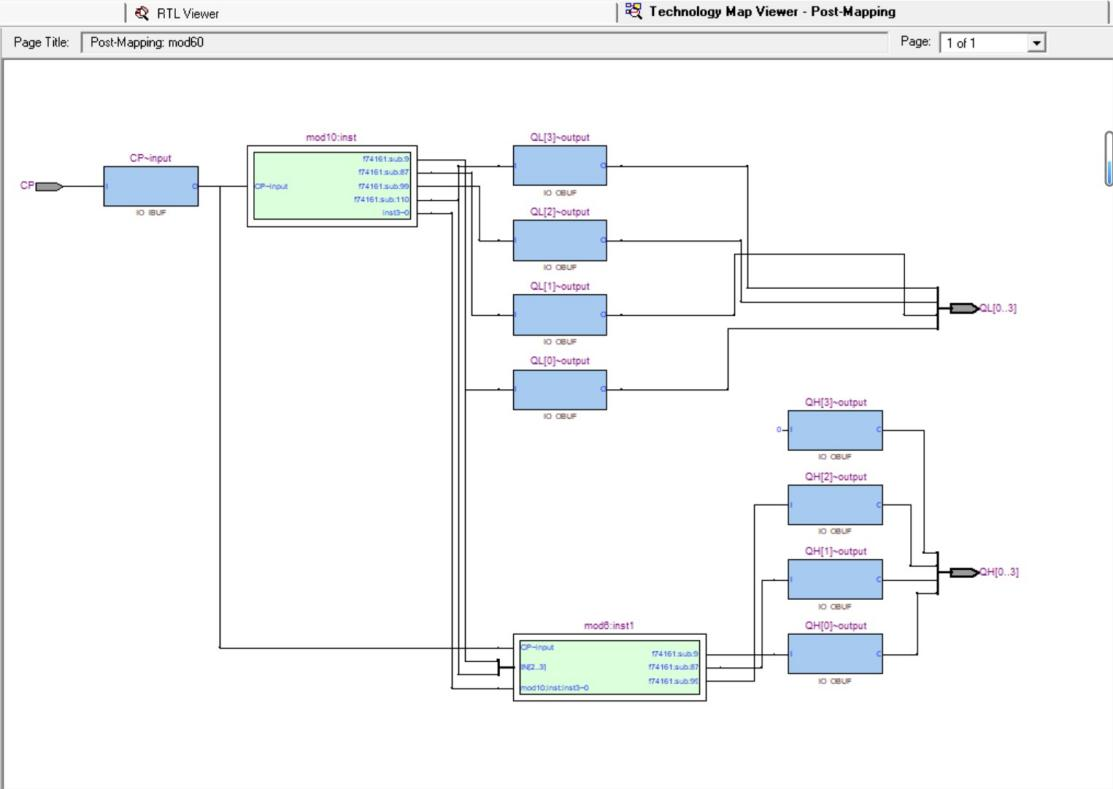 RTL Viewer
Technology Map Viewer - Post-Mapping
Page Title: Post-Mapping: mod60
Page: 1 of 1
mod10:inst
CP~input
CP
I
O
IO IBUF
CP~input
f74161:sub:9
f74161:sub:87
f74161:sub:99
f74161:sub:110
inst3~0
QL[3]~output
I
O
IO OBUF
QL[2]~output
I
O
IO OBUF
QL[1]~output
I
O
IO OBUF
QL[0]~output
I
O
IO OBUF
QL[0..3]
QH[3]~output
0
I
O
IO OBUF
QH[2]~output
I
O
IO OBUF
QH[1]~output
I
O
IO OBUF
QH[0]~output
I
O
IO OBUF
QH[0..3]
mod6:inst1
CP~input
IN[2..3]
mod10:inst:inst3~0
f74161:sub:9
f74161:sub:87
f74161:sub:99